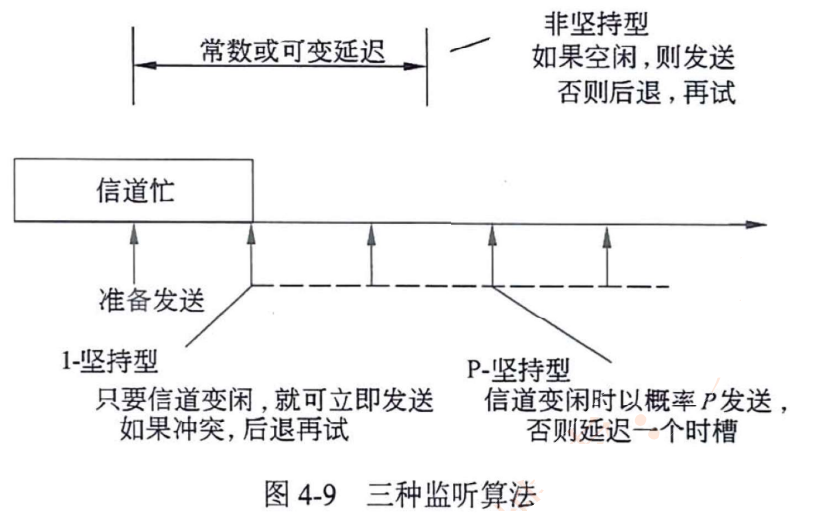 常数或可变延迟
非坚持型
如果空闲,则发送
否则后退,再试
信道忙
准备发送
1-坚持型
只要信道变闲,就可立即发送
如果冲突,后退再试
P-坚持型
信道变闲时以概率P发送,
否则延迟一个时槽
图 4-9 三种监听算法